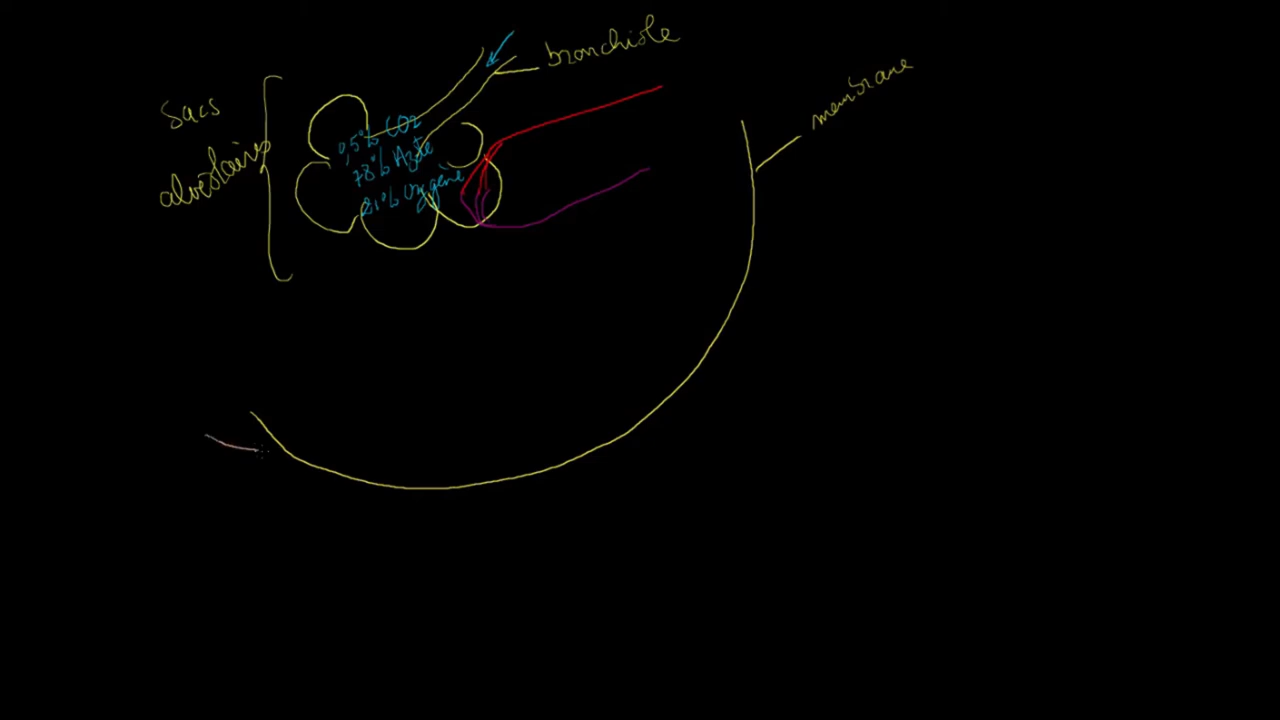 bronchiole
membrane
Sacs
alvéolaires
0,5% CO2
78% Azote
21% Oxygène